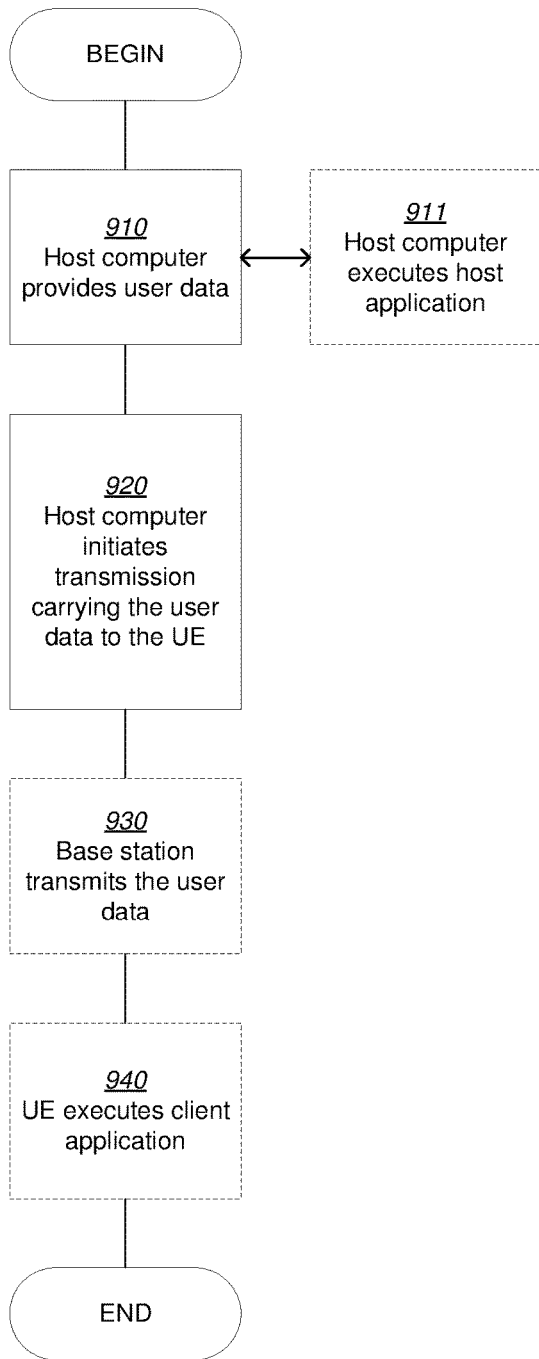 BEGIN
910
Host computer
provides user data
911
Host computer
executes host
application
920
Host computer
initiates
transmission
carrying the user
data to the UE
930
Base station
transmits the user
data
940
UE executes client
application
END